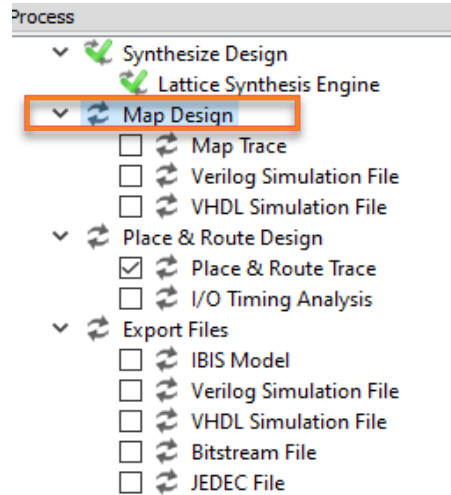 Process
Synthesize Design
Lattice Synthesis Engine
Map Design
Map Trace
Verilog Simulation File
VHDL Simulation File
Place & Route Design
Place & Route Trace
I/O Timing Analysis
Export Files
IBIS Model
Verilog Simulation File
VHDL Simulation File
Bitstream File
JEDEC File